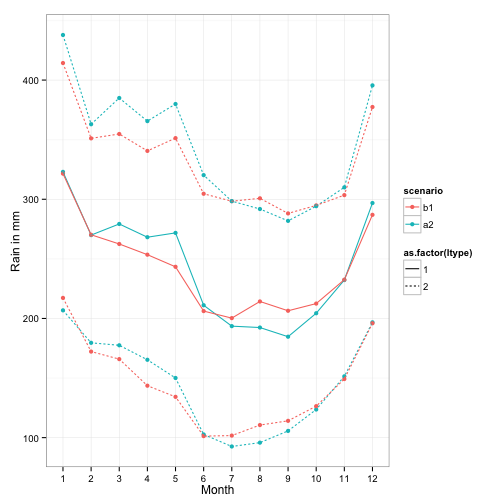 Rain in mm
400
300
200
100
1 2 3 4 5 6 7 8 9 10 11 12
Month
scenario
b1
a2
as.factor(ltype)
1
2